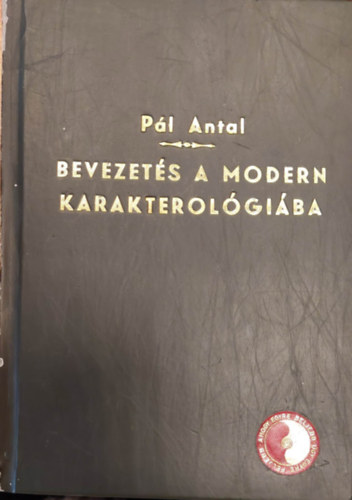 Pál Antal
BEVEZETÉS A MODERN
KARAKTEROLÓGIÁBA